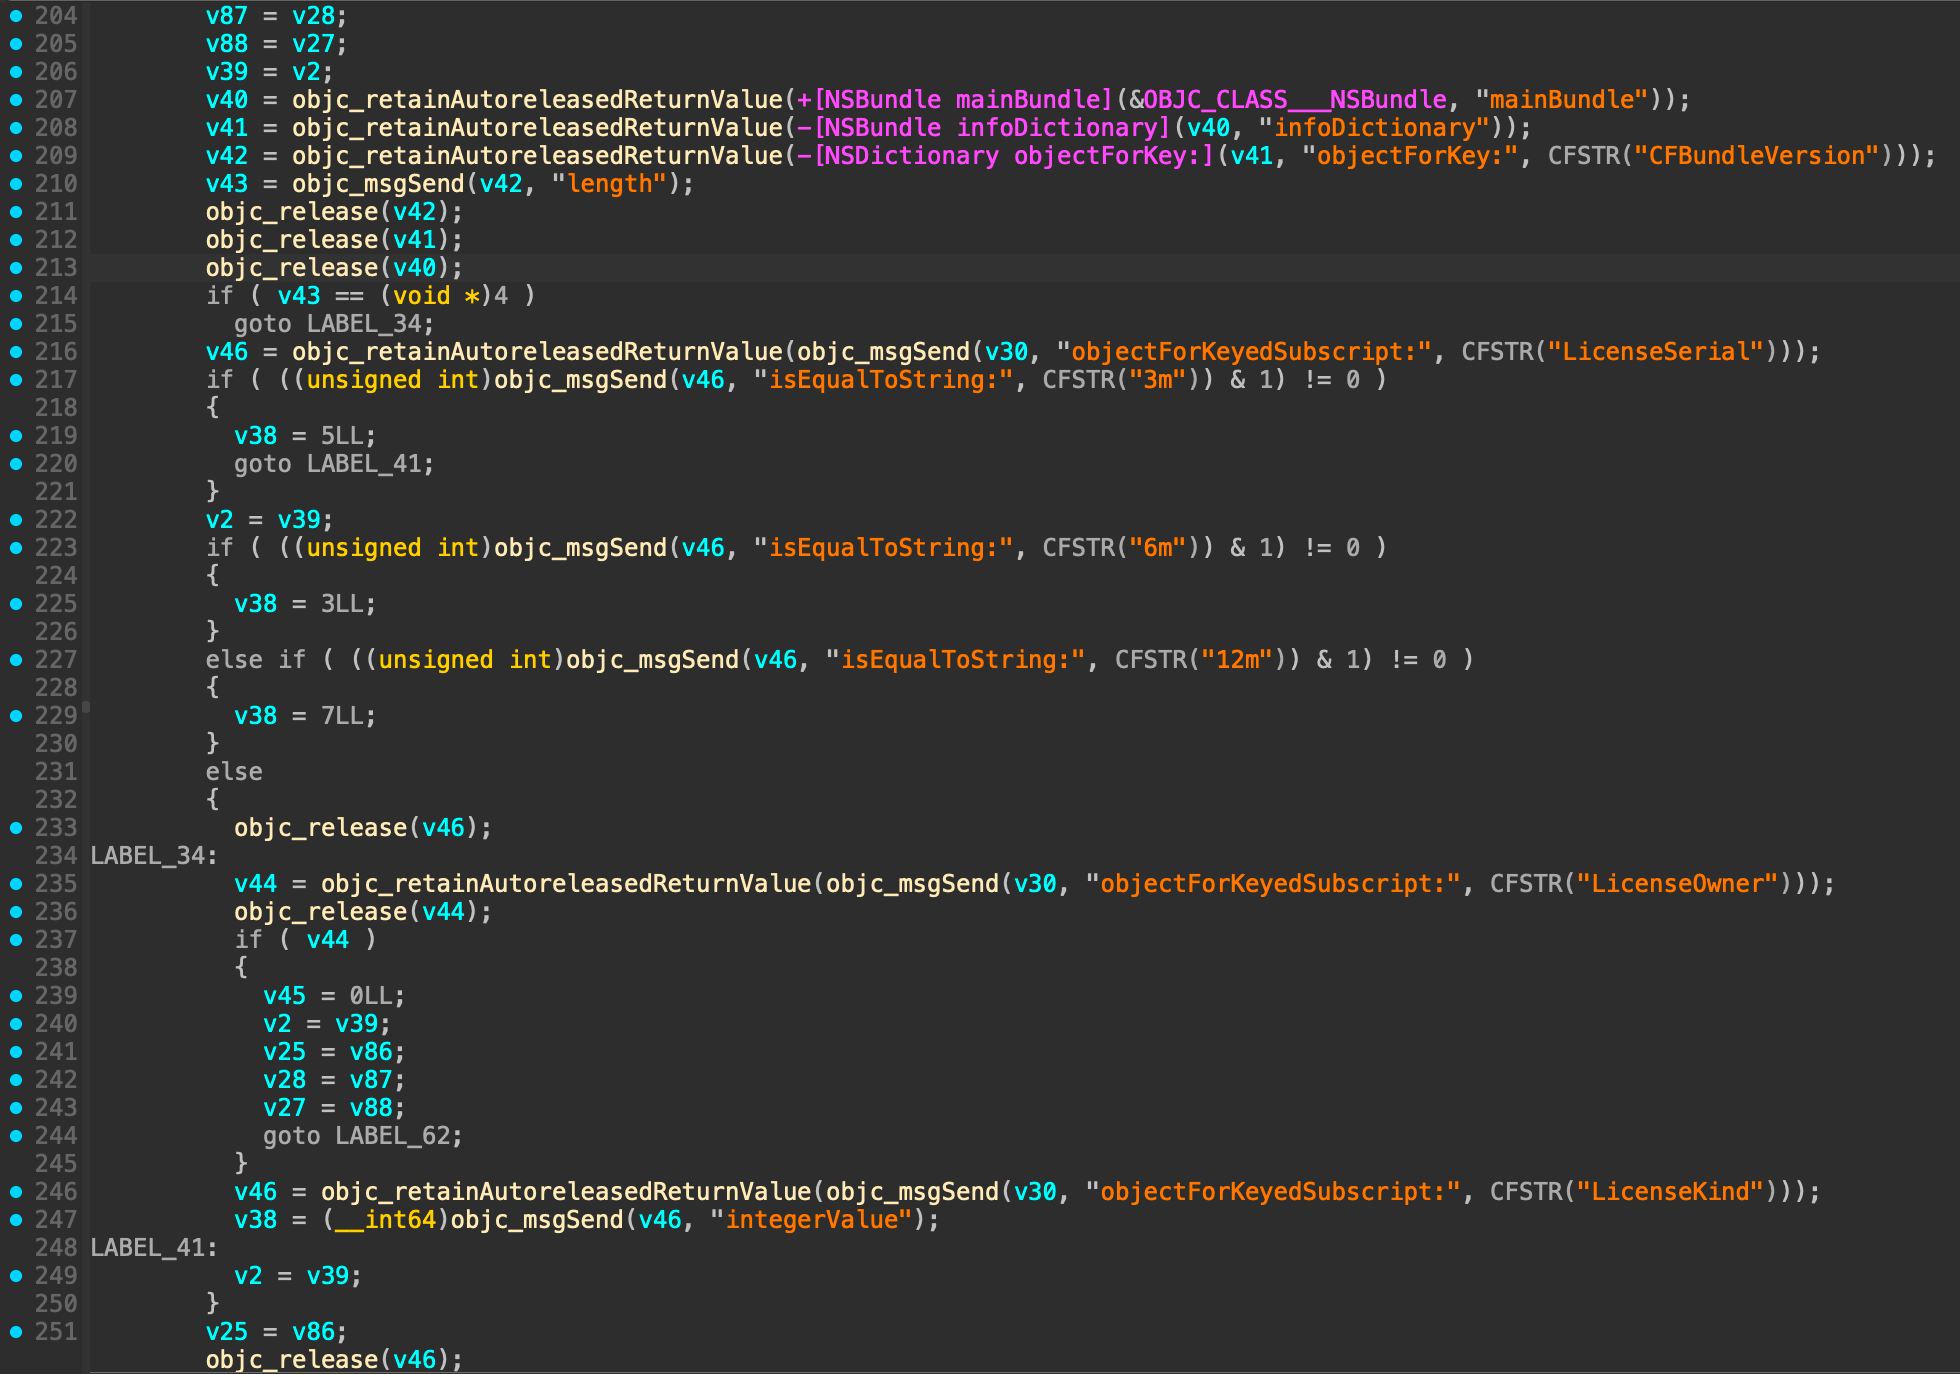 204 v87 = v28;
205 v88 = v27;
206 v39 = v2;
207 v40 = objc_retainAutoreleasedReturnValue(+[NSBundle mainBundle](&OBJC_CLASS___NSBundle, "mainBundle"));
208 v41 = objc_retainAutoreleasedReturnValue(-[NSBundle infoDictionary](v40, "infoDictionary"));
209 v42 = objc_retainAutoreleasedReturnValue(-[NSDictionary objectForKey:](v41, "objectForKey:", CFSTR("CFBundleVersion")));
210 v43 = objc_msgSend(v42, "length");
211 objc_release(v42);
212 objc_release(v41);
213 objc_release(v40);
214 if ( v43 == (void *)4 )
215 goto LABEL_34;
216 v46 = objc_retainAutoreleasedReturnValue(objc_msgSend(v30, "objectForKeyedSubscript:", CFSTR("LicenseSerial")));
217 if ( ((unsigned int)objc_msgSend(v46, "isEqualToString:", CFSTR("3m")) & 1) != 0 )
218 {
219 v38 = 5LL;
220 goto LABEL_41;
221 }
222 v2 = v39;
223 if ( ((unsigned int)objc_msgSend(v46, "isEqualToString:", CFSTR("6m")) & 1) != 0 )
224 {
225 v38 = 3LL;
226 }
227 else if ( ((unsigned int)objc_msgSend(v46, "isEqualToString:", CFSTR("12m")) & 1) != 0 )
228 {
229 v38 = 7LL;
230 }
231 else
232 {
233 objc_release(v46);
234 LABEL_34:
235 v44 = objc_retainAutoreleasedReturnValue(objc_msgSend(v30, "objectForKeyedSubscript:", CFSTR("LicenseOwner")));
236 objc_release(v44);
237 if ( v44 )
238 {
239 v45 = 0LL;
240 v2 = v39;
241 v25 = v86;
242 v28 = v87;
243 v27 = v88;
244 goto LABEL_62;
245 }
246 v46 = objc_retainAutoreleasedReturnValue(objc_msgSend(v30, "objectForKeyedSubscript:", CFSTR("LicenseKind")));
247 v38 = (__int64)objc_msgSend(v46, "integerValue");
248 LABEL_41:
249 v2 = v39;
250 }
251 v25 = v86;
objc_release(v46);